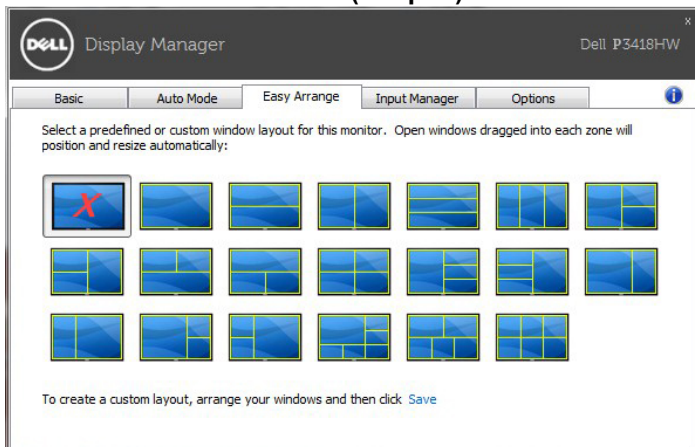 DELL Display Manager
Dell P3418HW
Basic
Auto Mode
Easy Arrange
Input Manager
Options
Select a predefined or custom window layout for this monitor. Open windows dragged into each zone will
position and resize automatically:
To create a custom layout, arrange your windows and then click Save